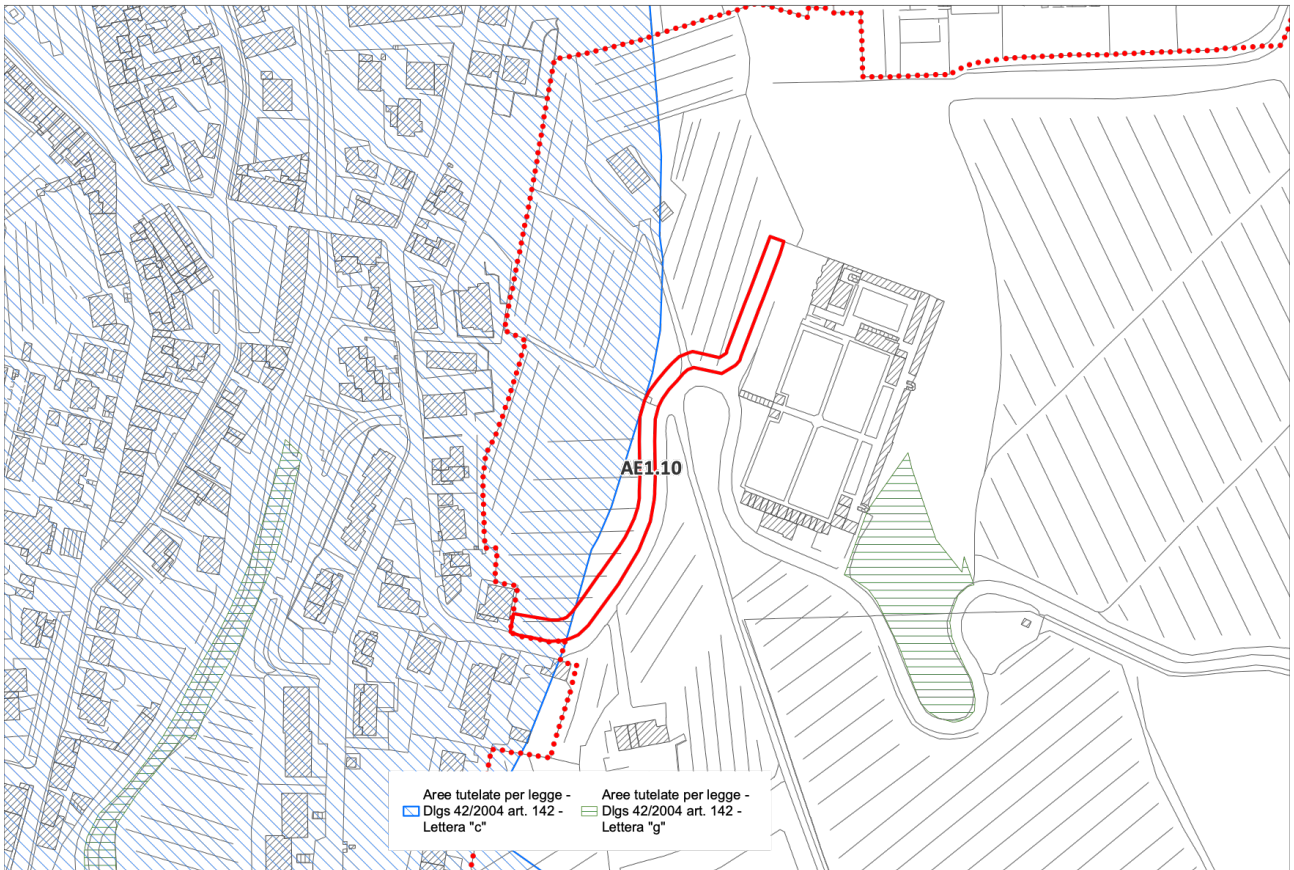 AE1.10
Aree tutelate per legge -
Dlgs 42/2004 art. 142 -
Lettera "c"
Aree tutelate per legge -
Dlgs 42/2004 art. 142 -
Lettera "g"